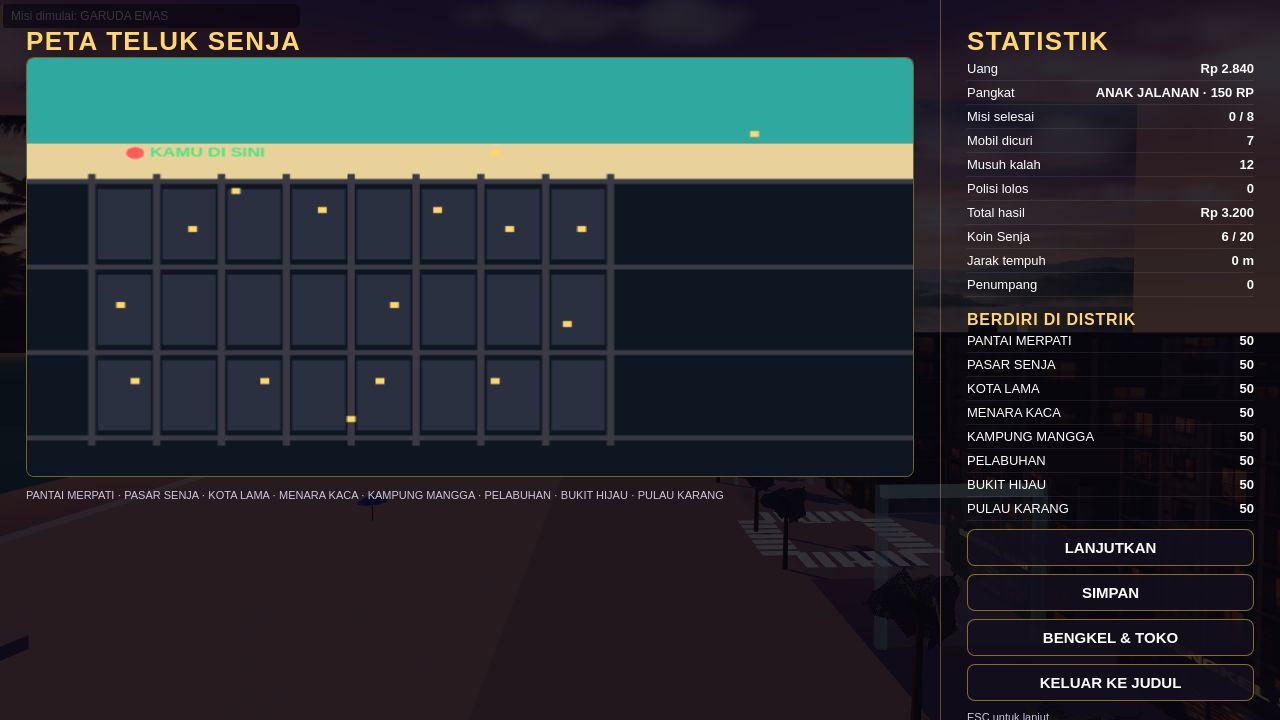 Misi dimulai: GARUDA EMAS
PETA TELUK SENJA
KAMU DI SINI
PANTAI MERPATI · PASAR SENJA · KOTA LAMA · MENARA KACA · KAMPUNG MANGGA · PELABUHAN · BUKIT HIJAU · PULAU KARANG
STATISTIK
Uang Rp 2.840
Pangkat ANAK JALANAN · 150 RP
Misi selesai 0 / 8
Mobil dicuri 7
Musuh kalah 12
Polisi lolos 0
Total hasil Rp 3.200
Koin Senja 6 / 20
Jarak tempuh 0 m
Penumpang 0
BERDIRI DI DISTRIK
PANTAI MERPATI 50
PASAR SENJA 50
KOTA LAMA 50
MENARA KACA 50
KAMPUNG MANGGA 50
PELABUHAN 50
BUKIT HIJAU 50
PULAU KARANG 50
LANJUTKAN
SIMPAN
BENGKEL & TOKO
KELUAR KE JUDUL
ESC untuk lanjut